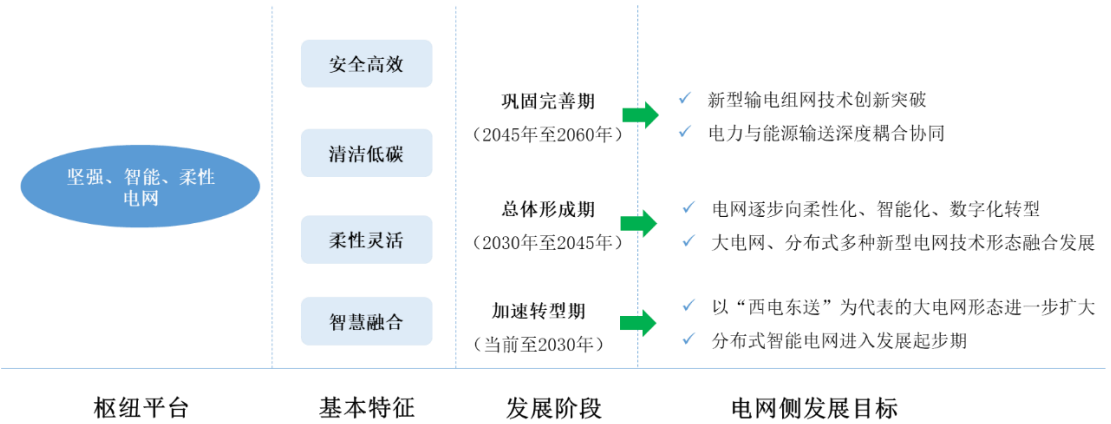 坚强、智能、柔性
电网
安全高效
清洁低碳
柔性灵活
智慧融合
巩固完善期
（2045年至2060年）
总体形成期
（2030年至2045年）
加速转型期
（当前至2030年）
✓ 新型输电组网技术创新突破
✓ 电力与能源输送深度耦合协同
✓ 电网逐步向柔性化、智能化、数字化转型
✓ 大电网、分布式多种新型电网技术形态融合发展
✓ 以“西电东送”为代表的大电网形态进一步扩大
✓ 分布式智能电网进入发展起步期
枢纽平台
基本特征
发展阶段
电网侧发展目标